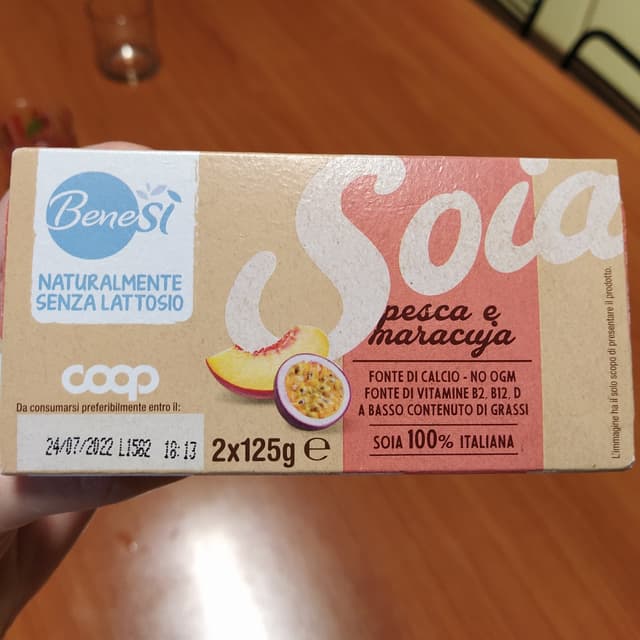 BeneSì
NATURALMENTE
SENZA LATTOSIO
coop
Da consumarsi preferibilmente entro il:
24/07/2022 L1562 18:13
2x125g e
Soia
pesca e
maracuja
FONTE DI CALCIO - NO OGM
FONTE DI VITAMINE B2, B12, D
A BASSO CONTENUTO DI GRASSI
SOIA 100% ITALIANA
L'immagine ha il solo scopo di presentare il prodotto.